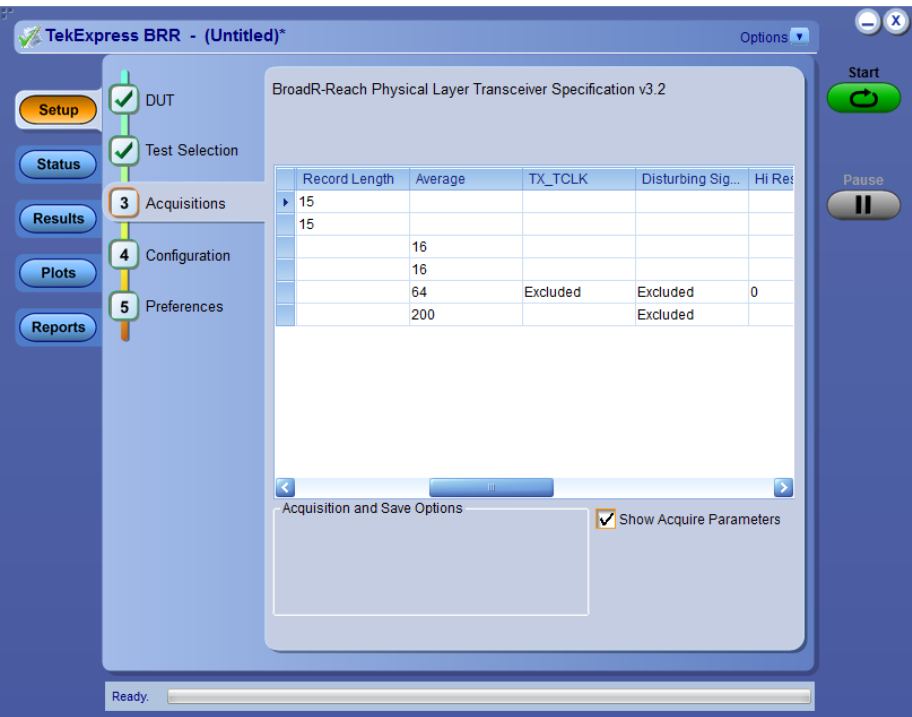 TekExpress BRR - (Untitled)*
Options
Start
Pause
Setup
Status
Results
Plots
Reports
DUT
Test Selection
3 Acquisitions
4 Configuration
5 Preferences
BroadR-Reach Physical Layer Transceiver Specification v3.2
Record Length Average TX_TCLK Disturbing Sig... Hi Res
15
15
16
16
64 Excluded Excluded 0
200 Excluded
Acquisition and Save Options
Show Acquire Parameters
Ready.